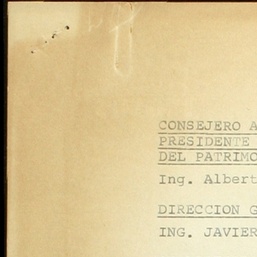 CONSEJERO A
PRESIDENTE
DEL PATRIMO
Ing. Albert
DIRECCION G
ING. JAVIER